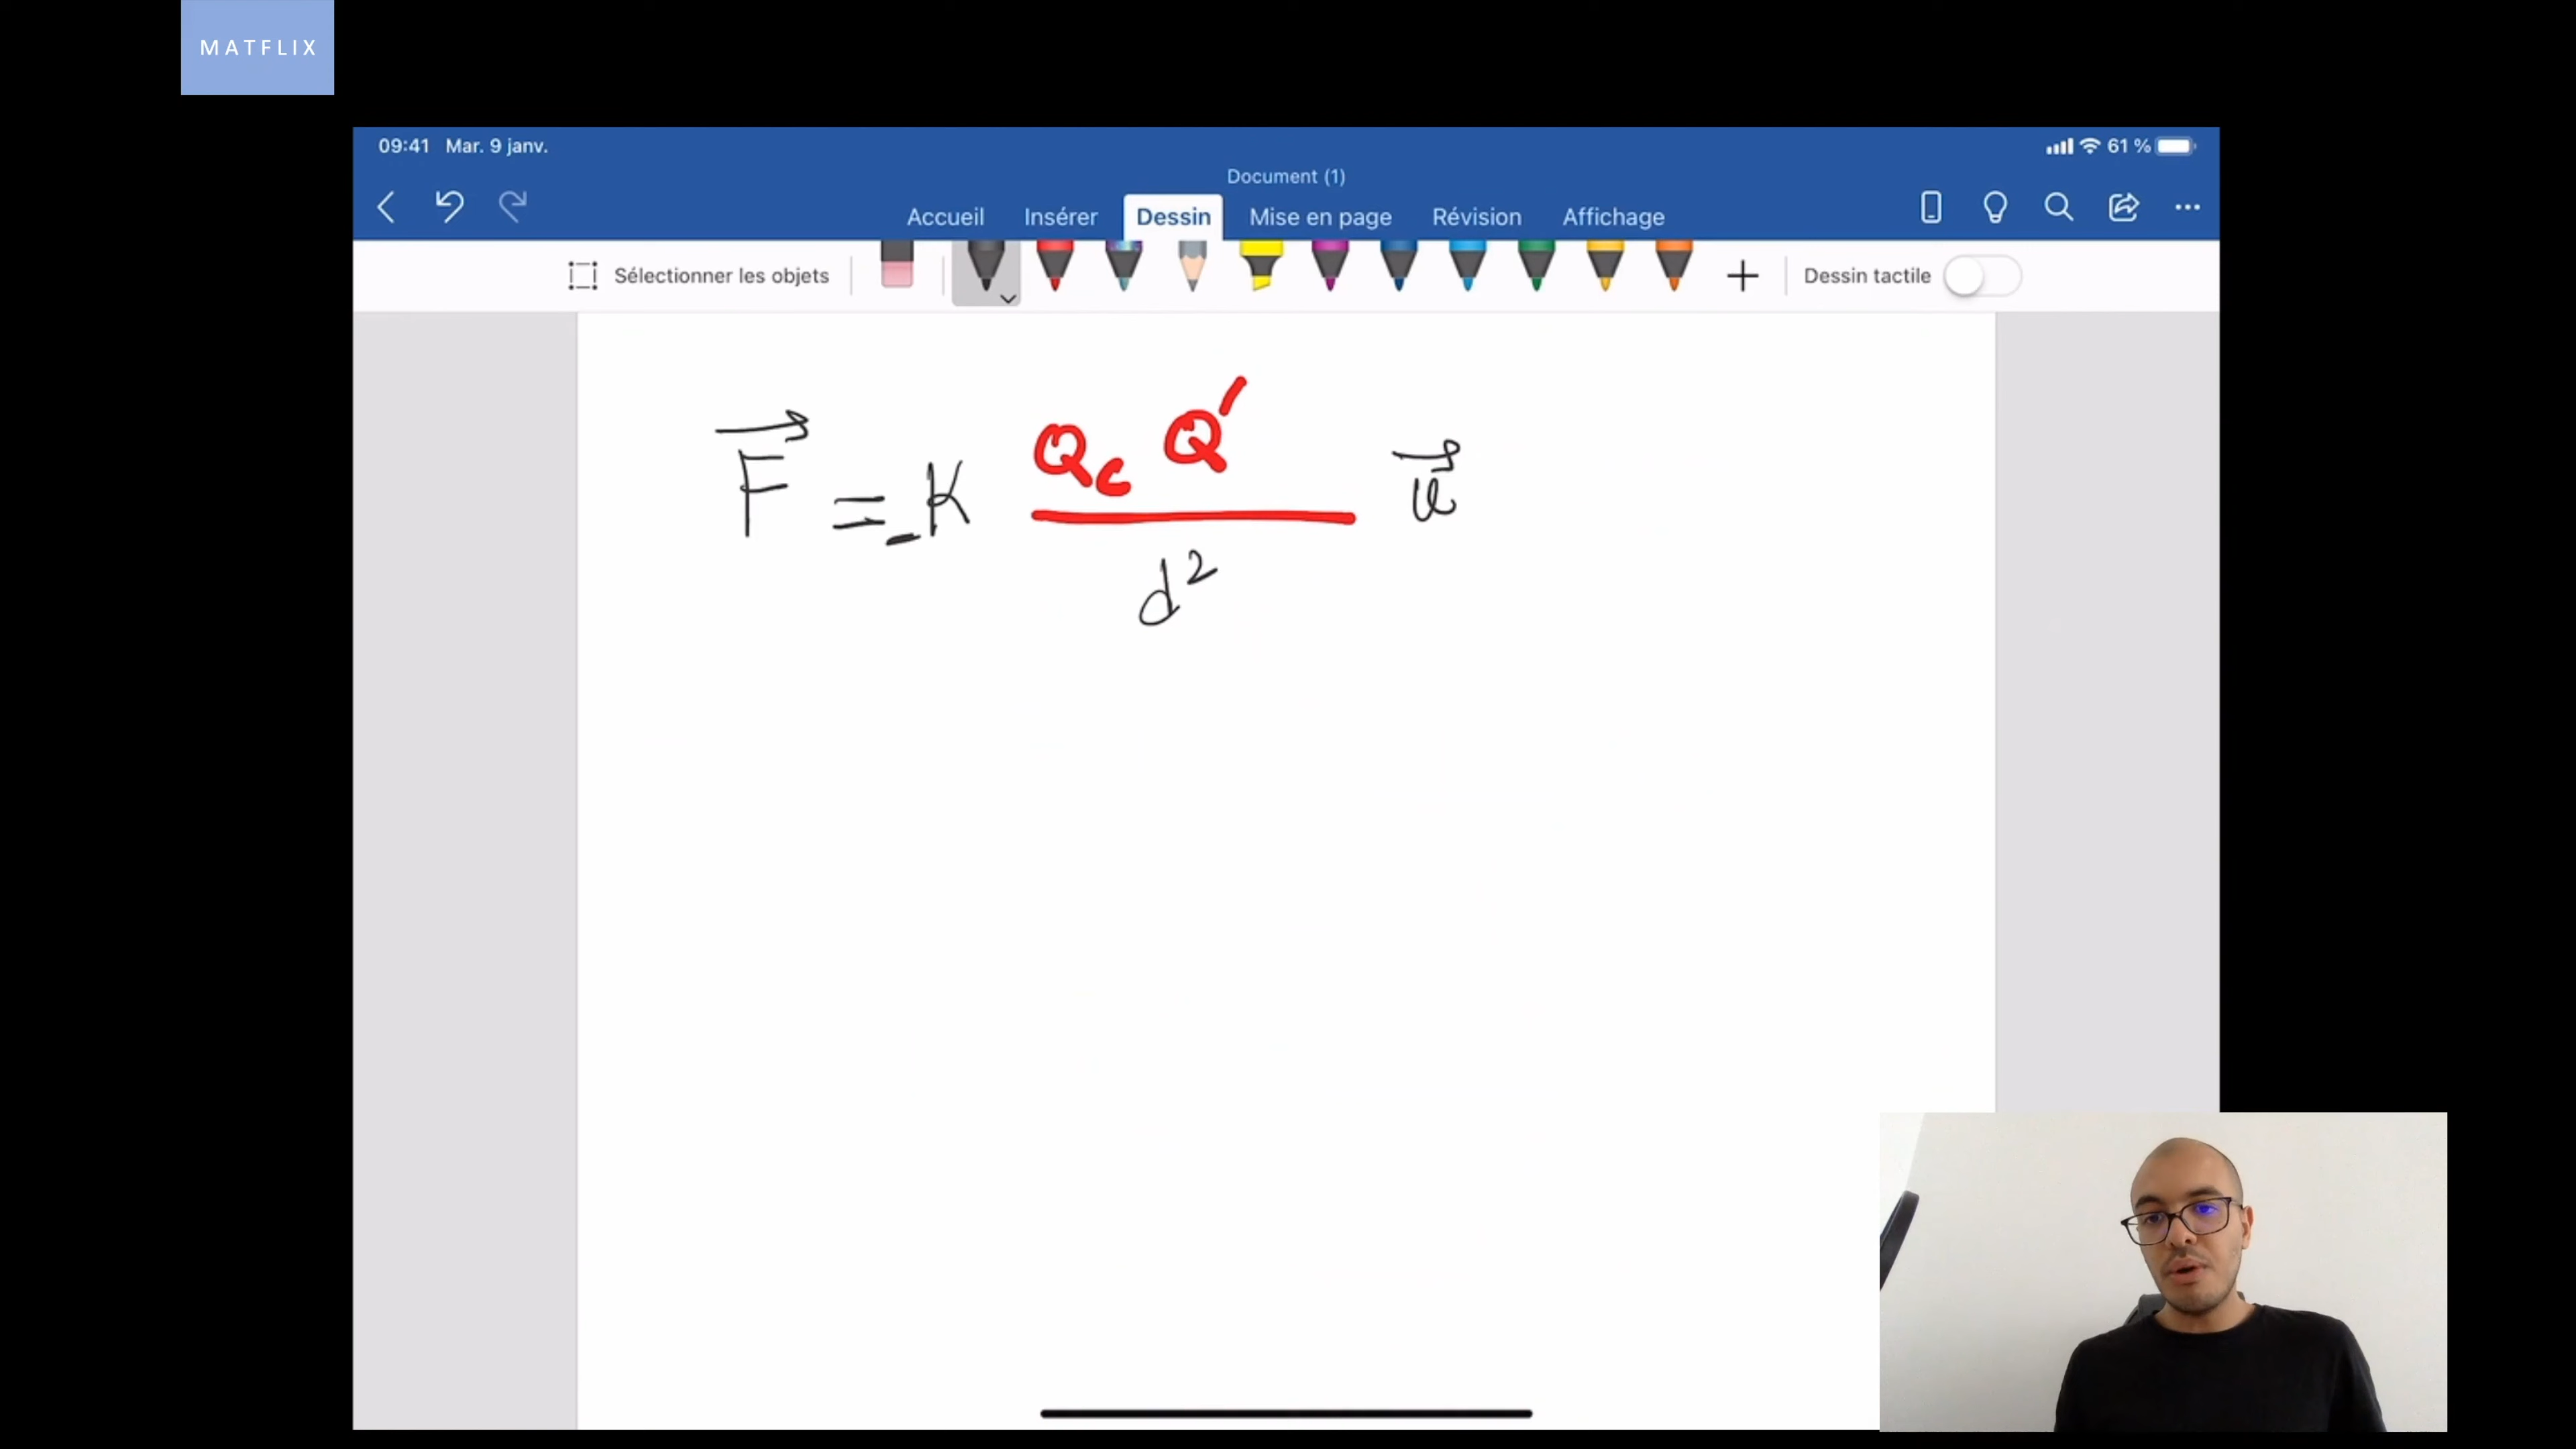 MATFLIX
09:41 Mar. 9 janv.
61 %
Document (1)
Accueil Insérer Dessin Mise en page Révision Affichage
Sélectionner les objets
Dessin tactile
Qc Q'
F = -K u
d²